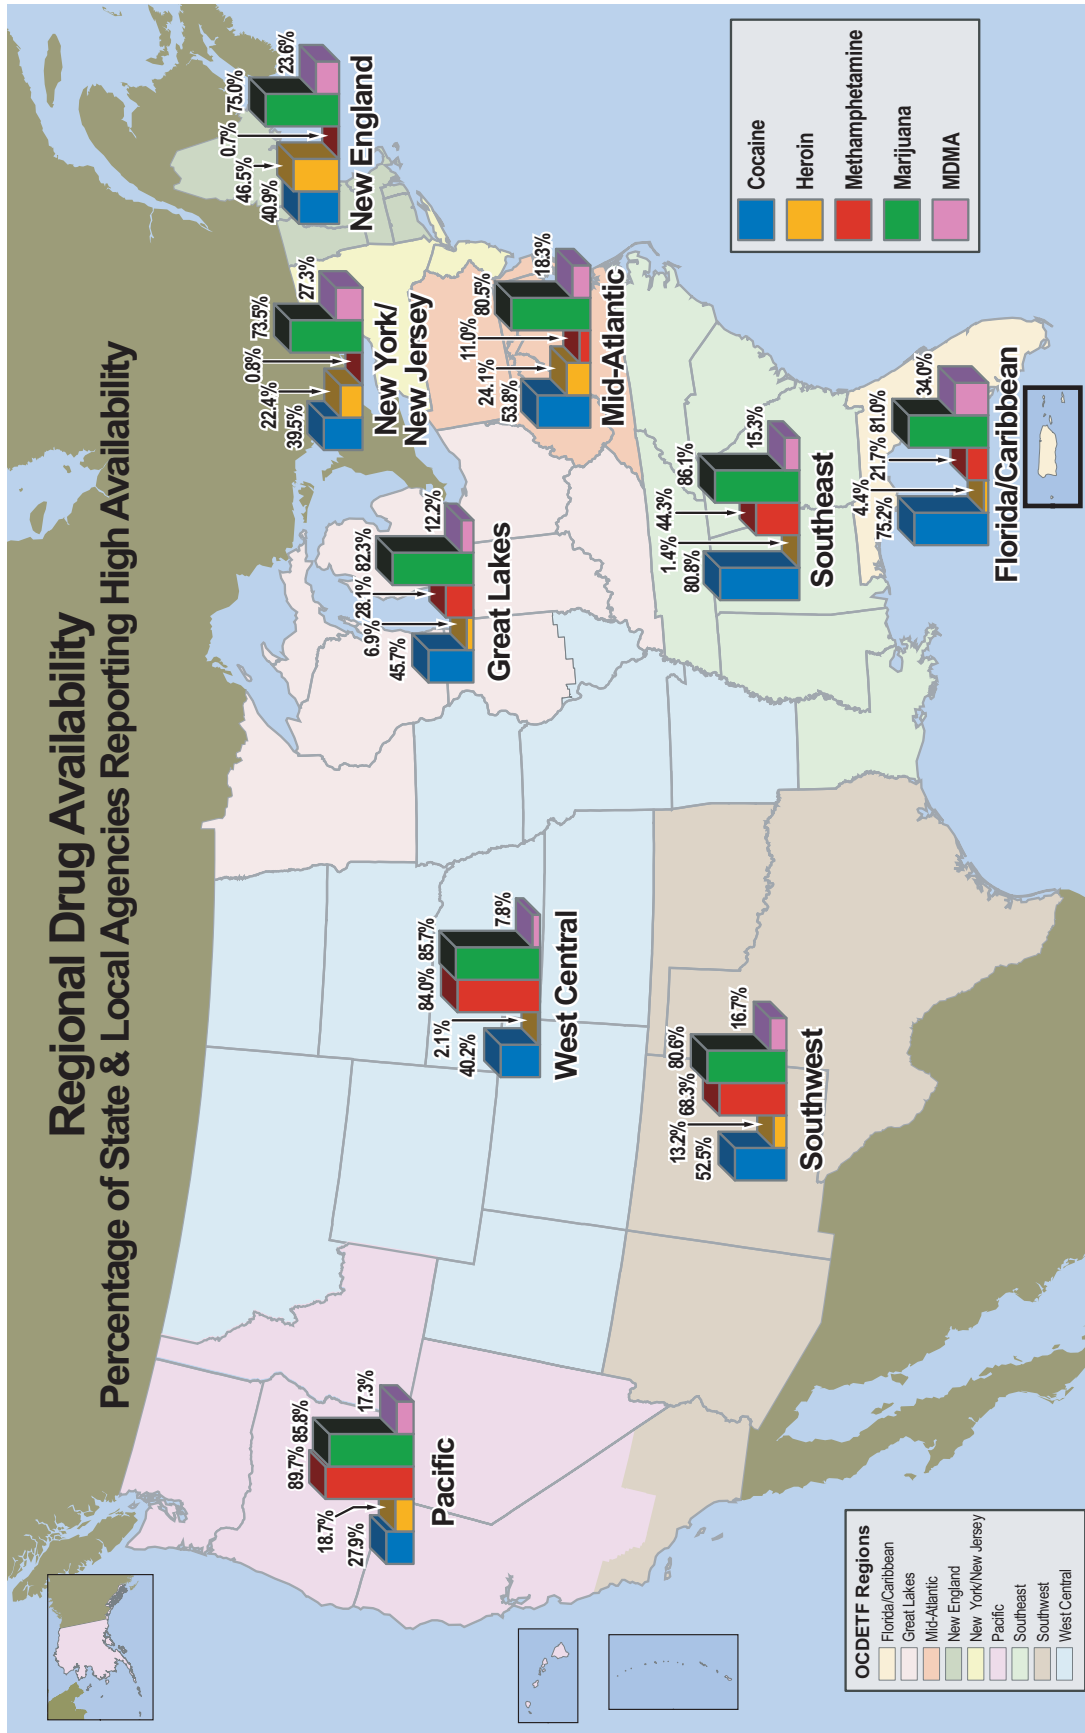 Regional Drug Availability
Percentage of State & Local Agencies Reporting High Availability
27.9%
18.7%
89.7%
85.8%
17.3%
Pacific
40.2%
2.1%
84.0%
85.7%
7.8%
West Central
52.5%
13.2%
68.3%
80.6%
16.7%
Southwest
45.7%
6.9%
28.1%
82.3%
12.2%
Great Lakes
39.5%
22.4%
0.8%
73.5%
27.3%
New York/
New Jersey
40.9%
46.5%
0.7%
75.0%
23.6%
New England
53.8%
24.1%
11.0%
80.5%
18.3%
Mid-Atlantic
80.8%
1.4%
44.3%
86.1%
15.3%
Southeast
75.2%
4.4%
21.7%
81.0%
34.0%
Florida/Caribbean
OCDETF Regions
Florida/Caribbean
Great Lakes
Mid-Atlantic
New England
New York/New Jersey
Pacific
Southeast
Southwest
West Central
Cocaine
Heroin
Methamphetamine
Marijuana
MDMA